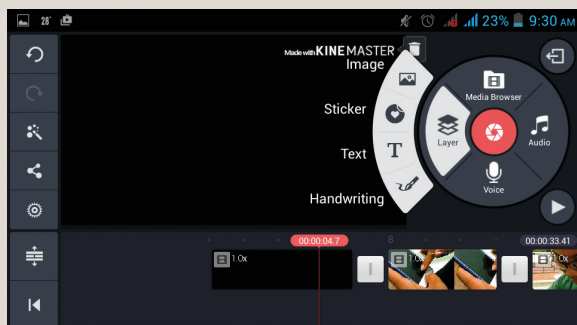 28° 23% 9:30 AM
Made with KINEMASTER
Image
Media Browser
Sticker
Layer
Audio
Text
T
Voice
Handwriting
00:00:04.7 8 00:00:33.41
1.0x 1.0x 1.0x